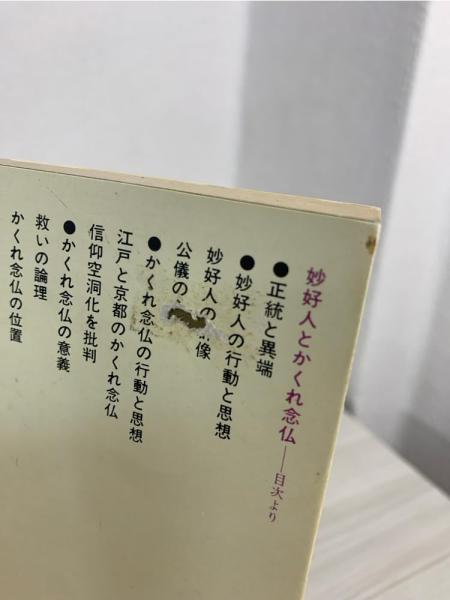 妙好人とかくれ念仏──目次より
●正統と異端
●妙好人の行動と思想
妙好人の 像
公儀の
●かくれ念仏の行動と思想
江戸と京都のかくれ念仏
信仰空洞化を批判
●かくれ念仏の意義
救いの論理
かくれ念仏の位置